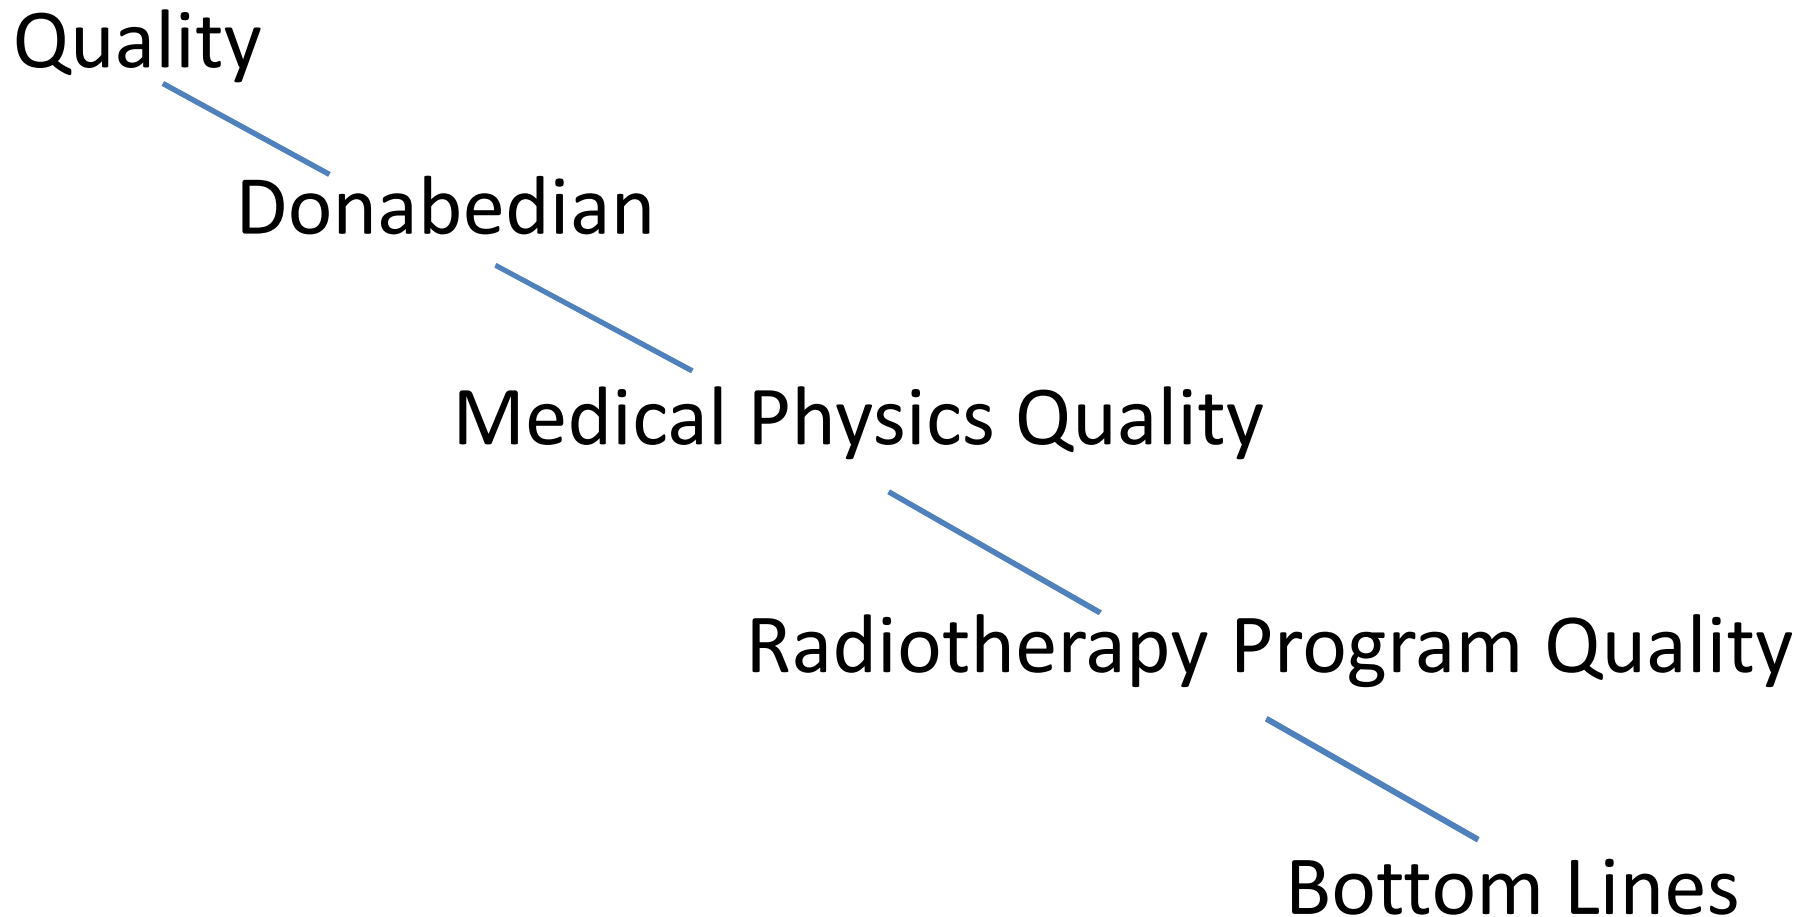 Quality
Donabedian
Medical Physics Quality
Radiotherapy Program Quality
Bottom Lines